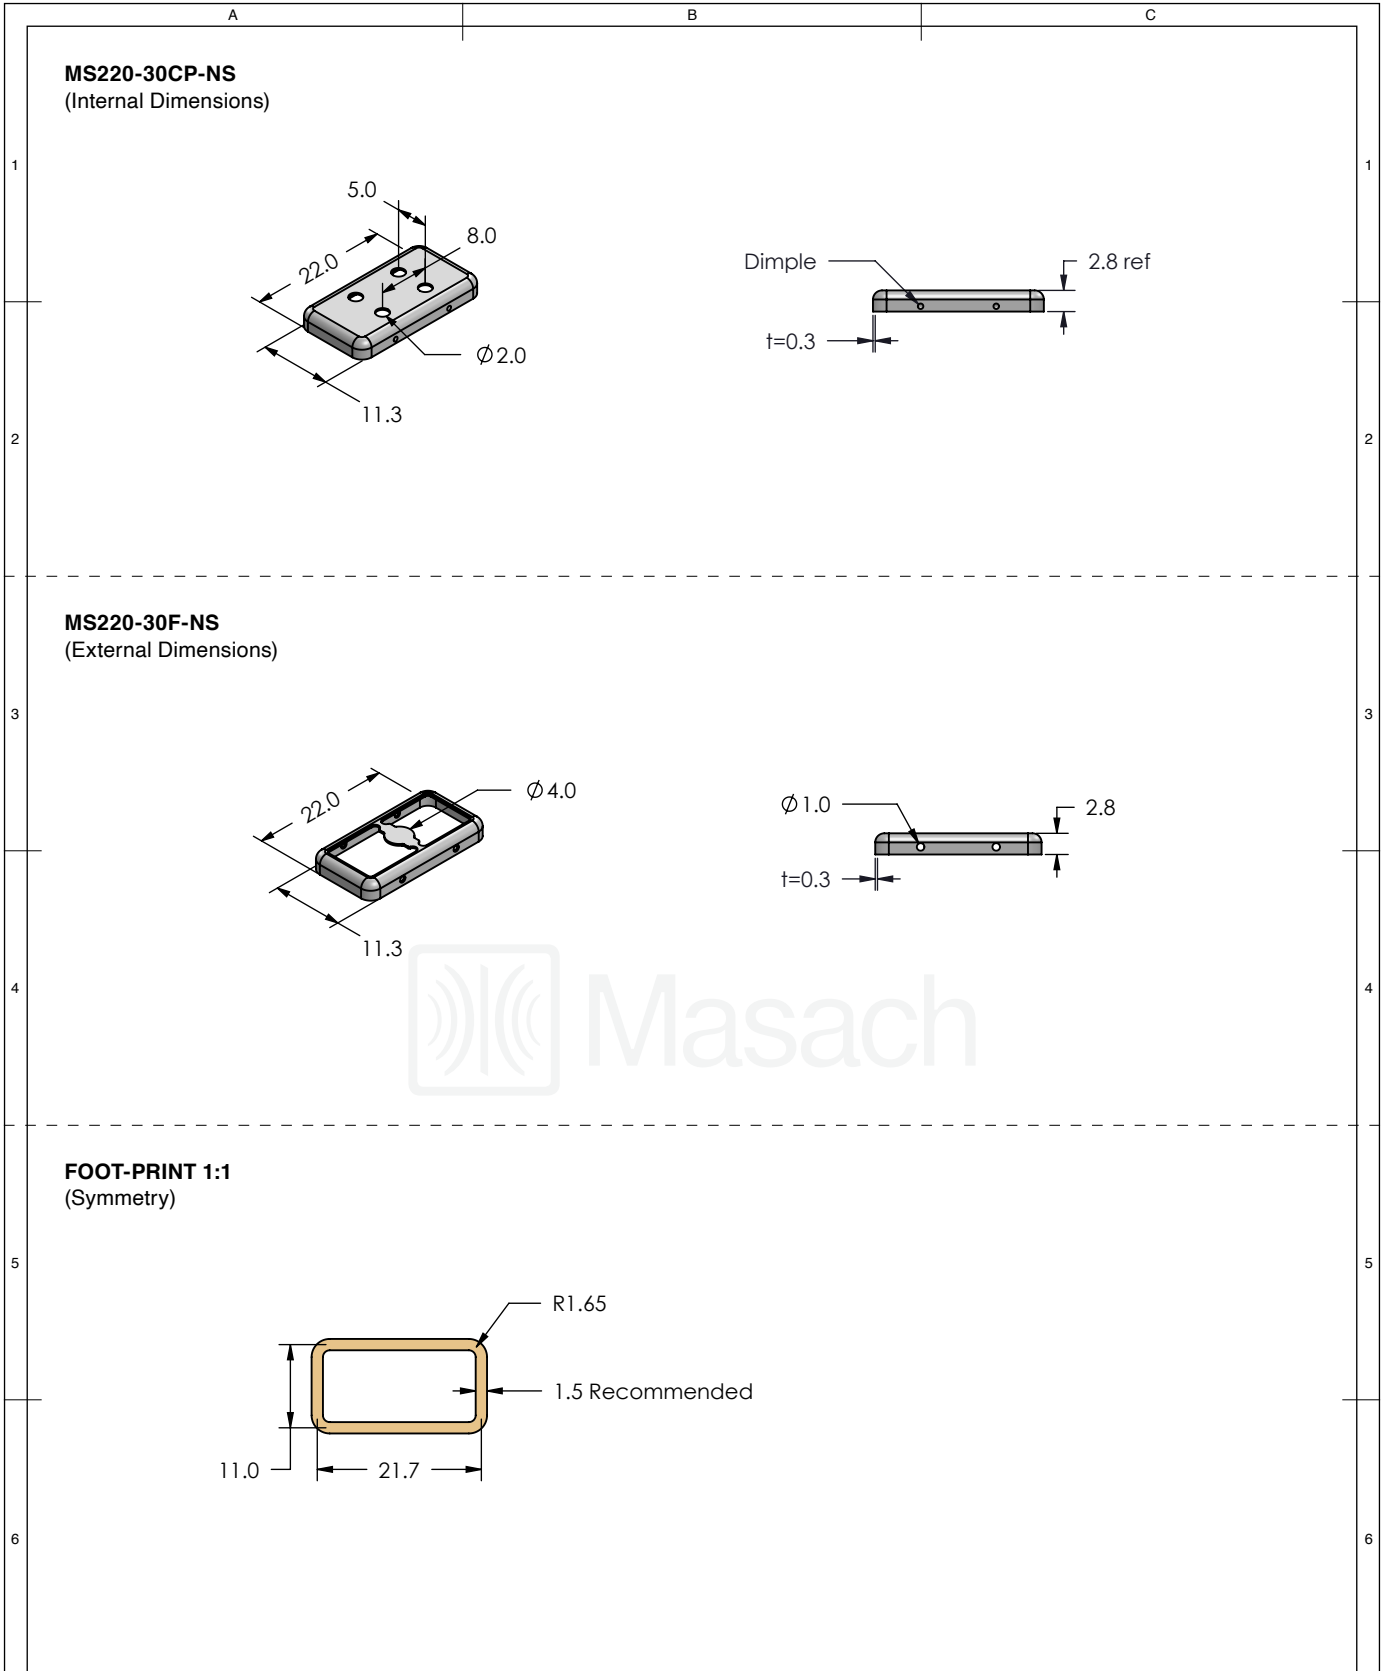 A B C
MS220-30CP-NS
(Internal Dimensions)
1 1
5.0
8.0
22.0
Dimple
2.8 ref
t=0.3
Ø2.0
11.3
2 2
MS220-30F-NS
(External Dimensions)
3 3
22.0
Ø4.0
Ø1.0
2.8
t=0.3
11.3
4 4
Masach
FOOT-PRINT 1:1
(Symmetry)
5 5
R1.65
1.5 Recommended
11.0
21.7
6 6